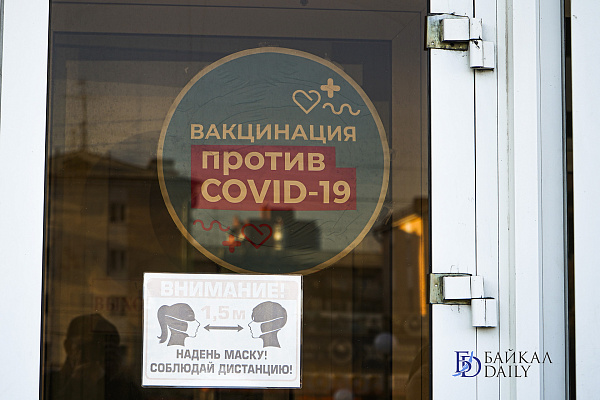 ВАКЦИНАЦИЯ
против
COVID-19
ВНИМАНИЕ!
1,5 м
НАДЕНЬ МАСКУ!
СОБЛЮДАЙ ДИСТАНЦИЮ!
БАЙКАЛ
DAILY